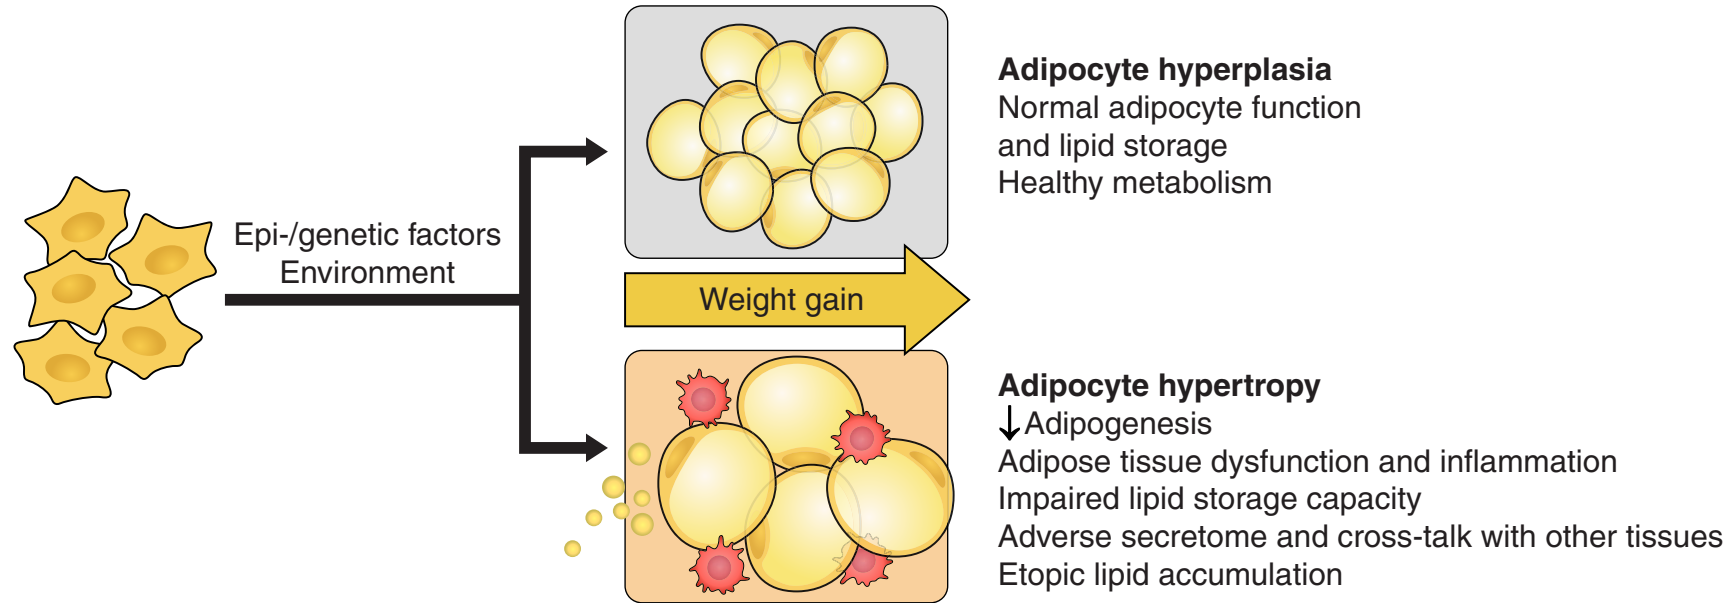 Epi-/genetic factors
Environment
Adipocyte hyperplasia
Normal adipocyte function
and lipid storage
Healthy metabolism
Weight gain
Adipocyte hypertropy
↓Adipogenesis
Adipose tissue dysfunction and inflammation
Impaired lipid storage capacity
Adverse secretome and cross-talk with other tissues
Etopic lipid accumulation